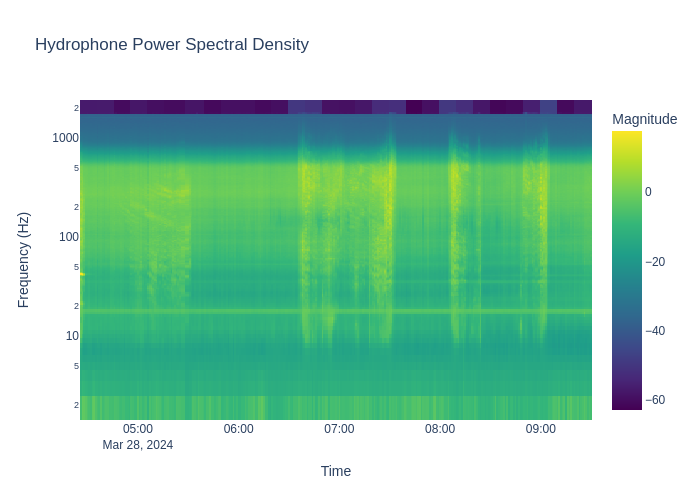 Hydrophone Power Spectral Density
Magnitude
0
−20
−40
−60
2
1000
5
2
100
5
2
10
5
2
Frequency (Hz)
05:00 06:00 07:00 08:00 09:00
Mar 28, 2024
Time